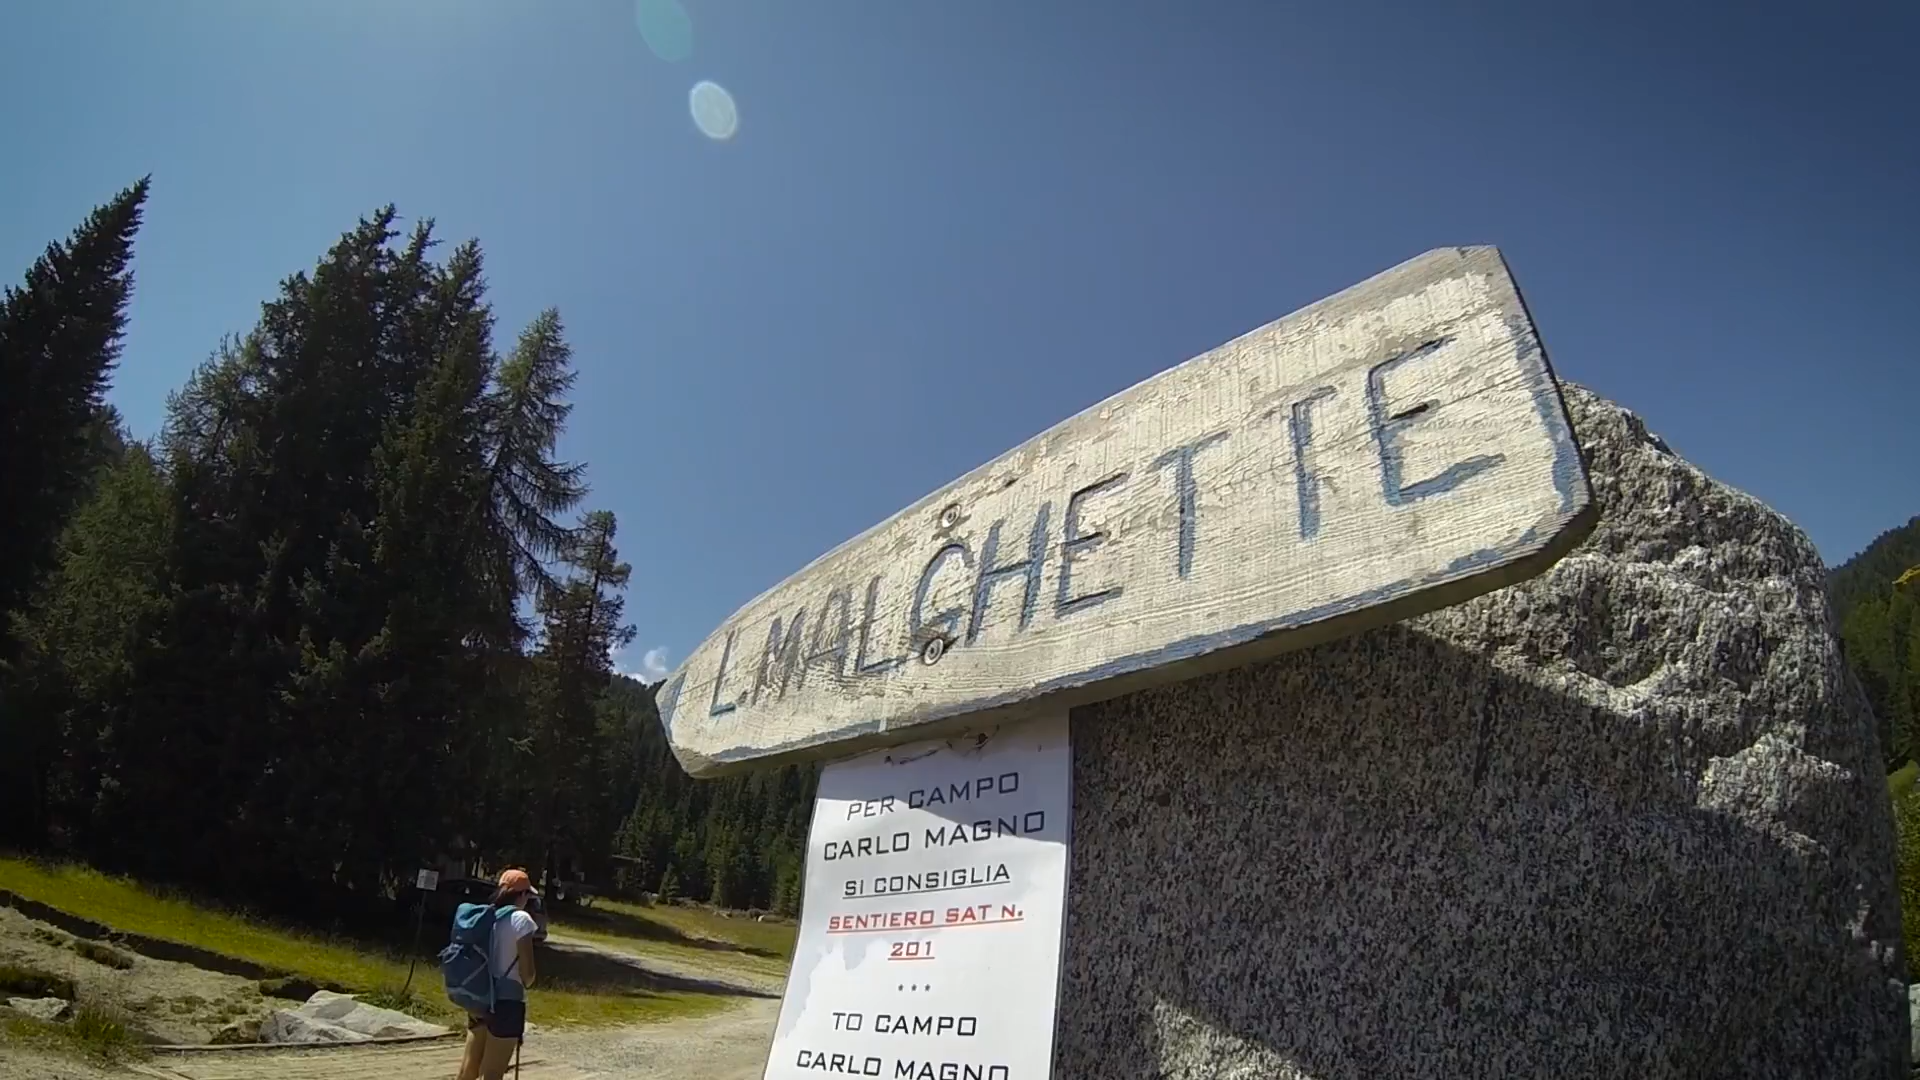 L. MALGHETTE
PER CAMPO
CARLO MAGNO
SI CONSIGLIA
SENTIERO SAT N.
201
***
TO CAMPO
CARLO MAGNO